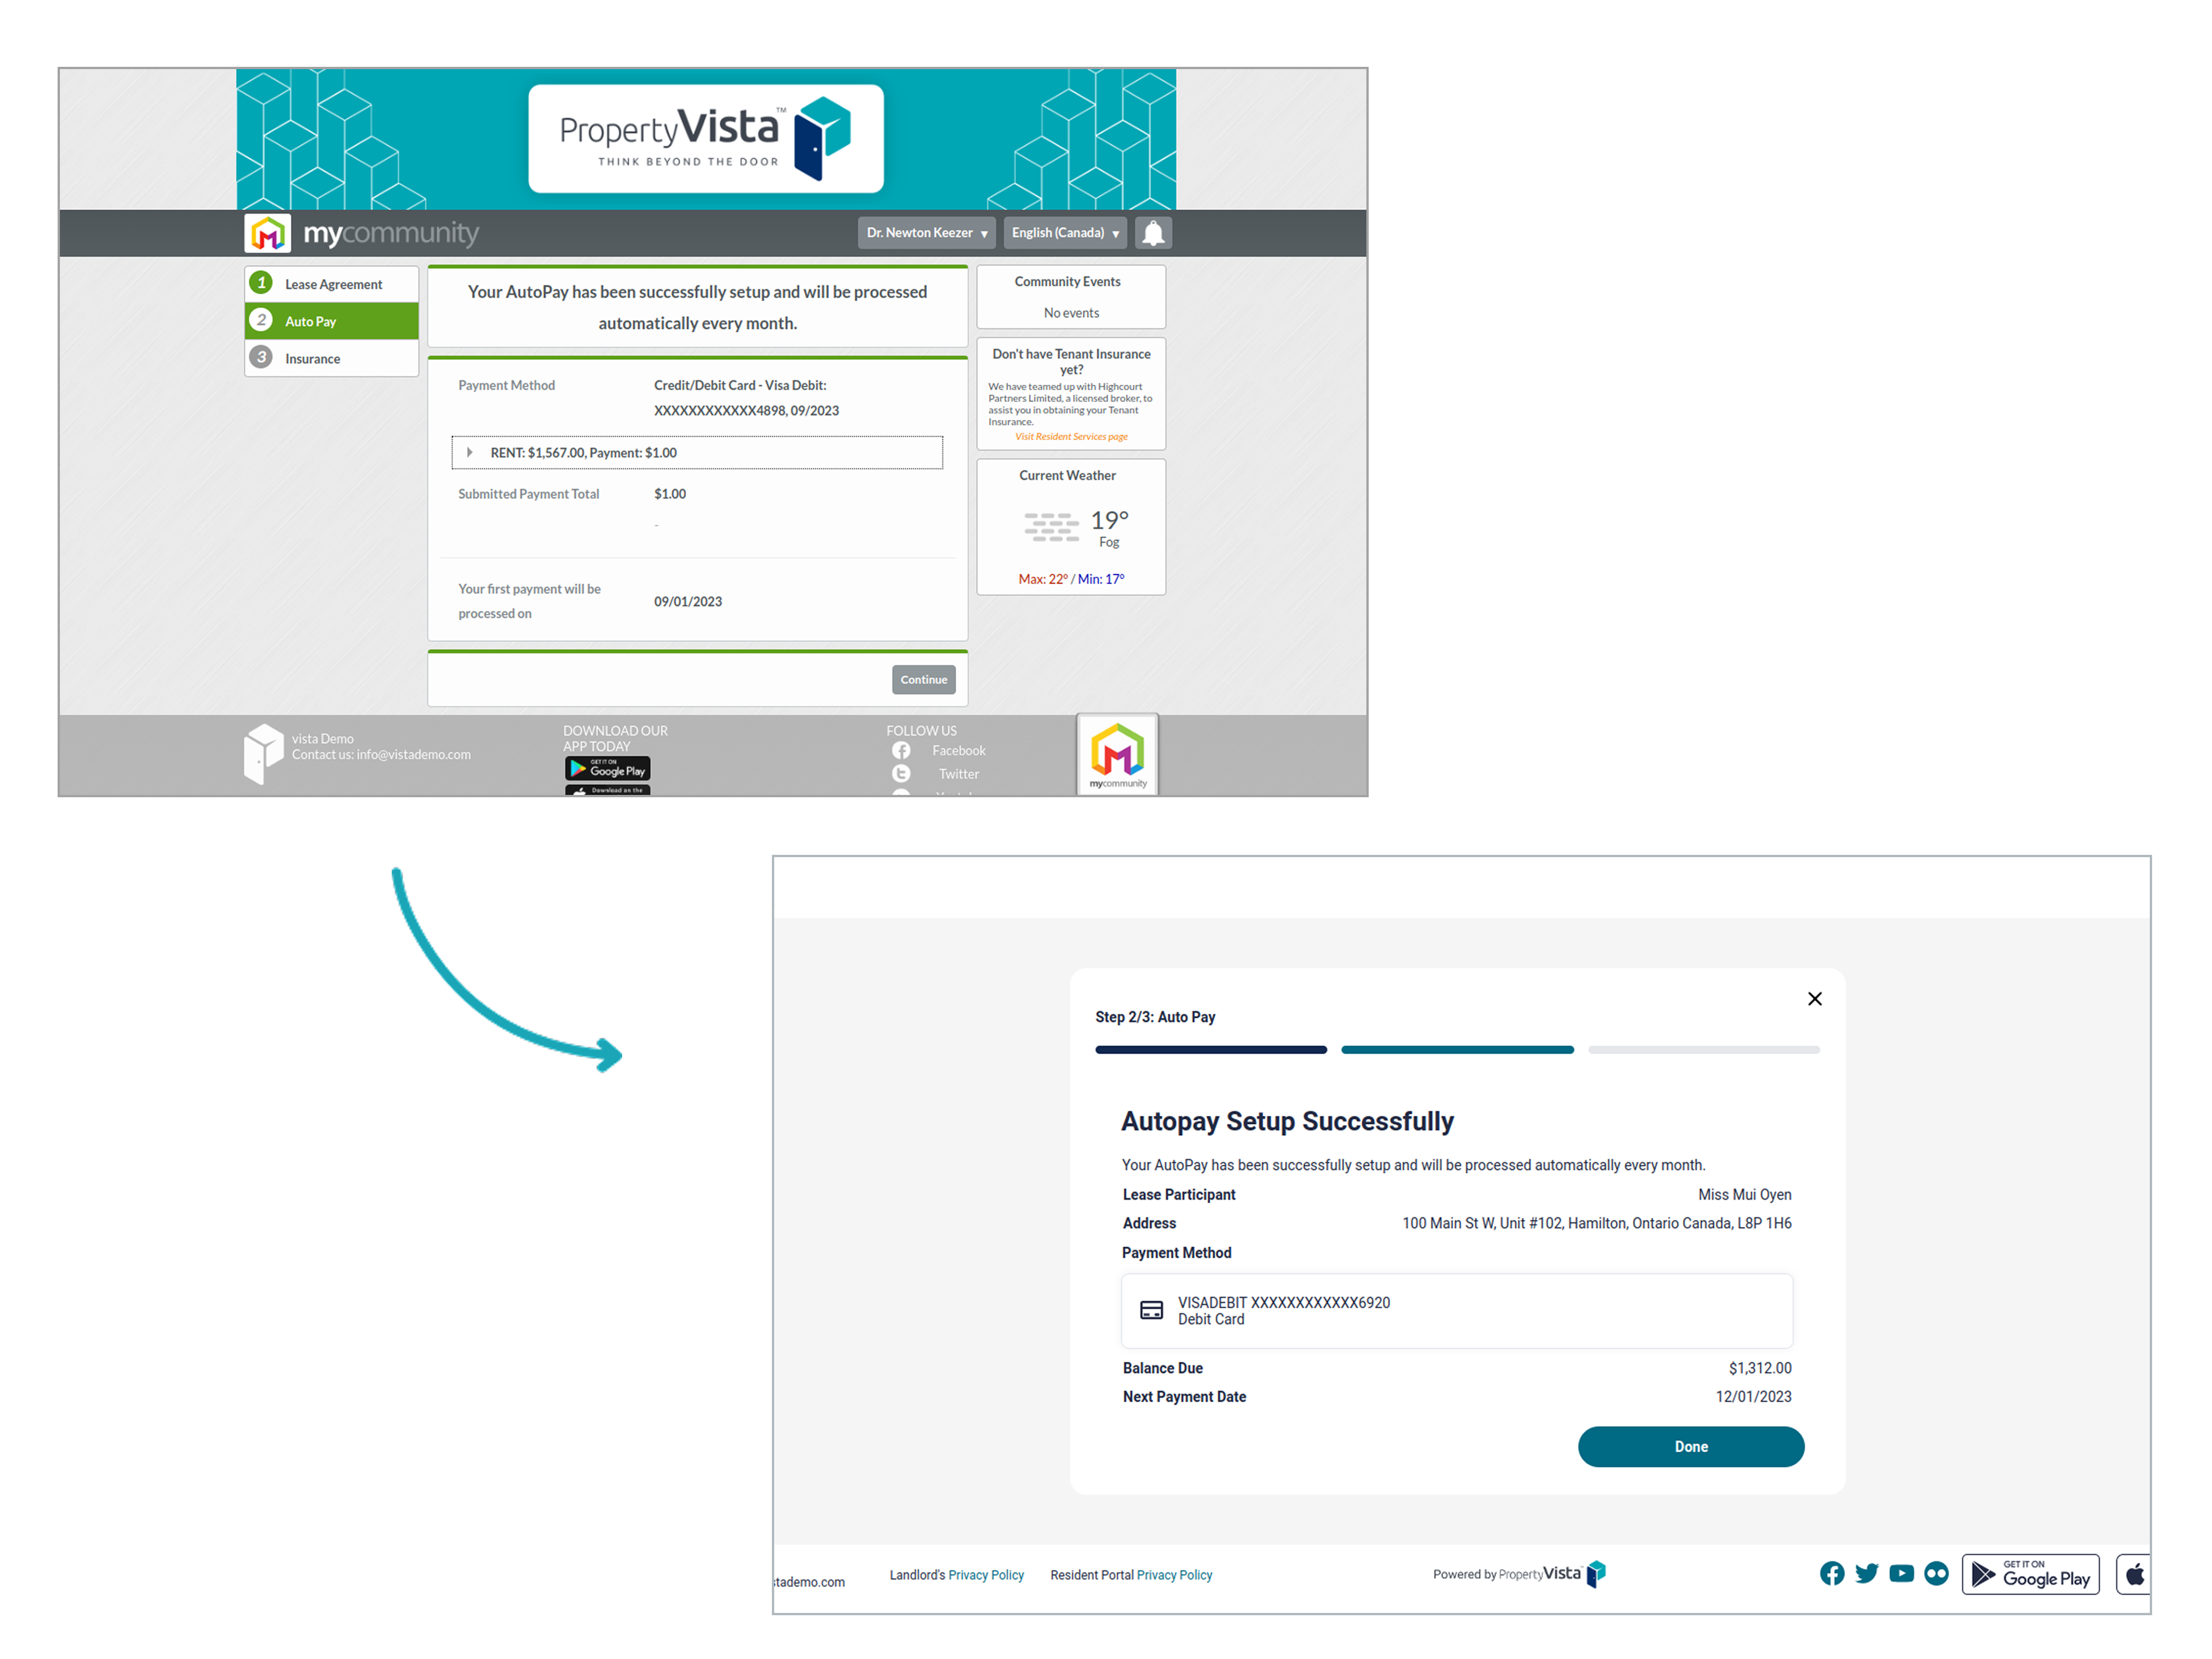 PropertyVista™
THINK BEYOND THE DOOR
mycommunity
Dr. Newton Keezer
English (Canada)
1 Lease Agreement
2 Auto Pay
3 Insurance
Your AutoPay has been successfully setup and will be processed
automatically every month.
Payment Method
Credit/Debit Card - Visa Debit:
XXXXXXXXXXXX4898, 09/2023
RENT: $1,567.00, Payment: $1.00
Submitted Payment Total
$1.00
-
Your first payment will be
processed on
09/01/2023
Continue
Community Events
No events
Don't have Tenant Insurance
yet?
We have teamed up with Highcourt
Partners Limited, a licensed broker, to
assist you in obtaining your Tenant
Insurance.
Visit Resident Services page
Current Weather
19°
Fog
Max: 22° / Min: 17°
vista Demo
Contact us: info@vistademo.com
DOWNLOAD OUR
APP TODAY
GET IT ON
Google Play
Download on the
FOLLOW US
Facebook
Twitter
mycommunity
Step 2/3: Auto Pay
Autopay Setup Successfully
Your AutoPay has been successfully setup and will be processed automatically every month.
Lease Participant
Miss Mui Oyen
Address
100 Main St W, Unit #102, Hamilton, Ontario Canada, L8P 1H6
Payment Method
VISADEBIT XXXXXXXXXXXX6920
Debit Card
Balance Due
$1,312.00
Next Payment Date
12/01/2023
Done
stademo.com
Landlord's Privacy Policy
Resident Portal Privacy Policy
Powered by PropertyVista
GET IT ON
Google Play